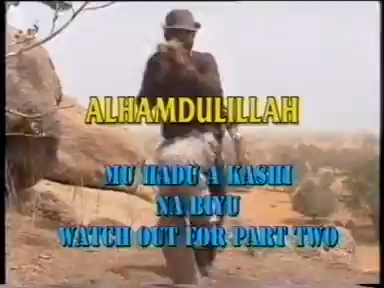 ALHAMDULILLAH
MU HADU A KASHI
NA BIYU
WATCH OUT FOR PART TWO